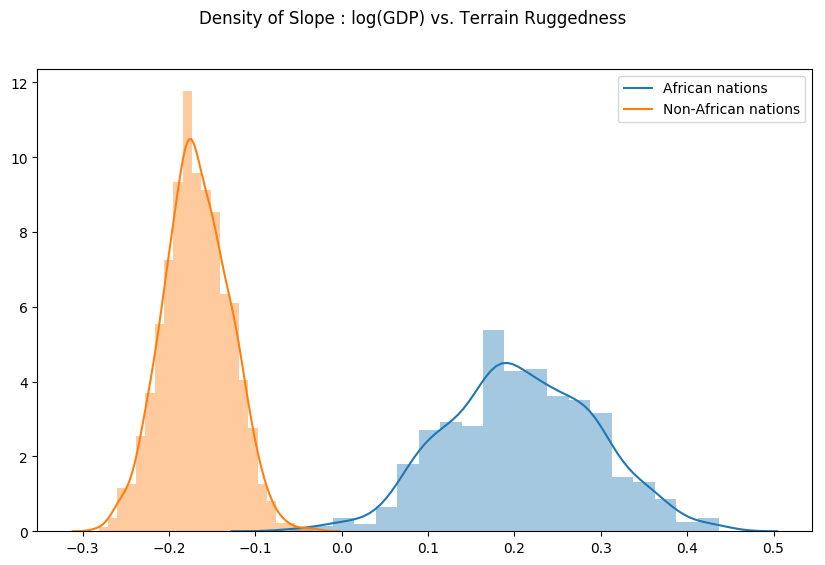 Density of Slope : log(GDP) vs. Terrain Ruggedness
African nations
Non-African nations
12
10
8
6
4
2
0
−0.3 −0.2 −0.1 0.0 0.1 0.2 0.3 0.4 0.5